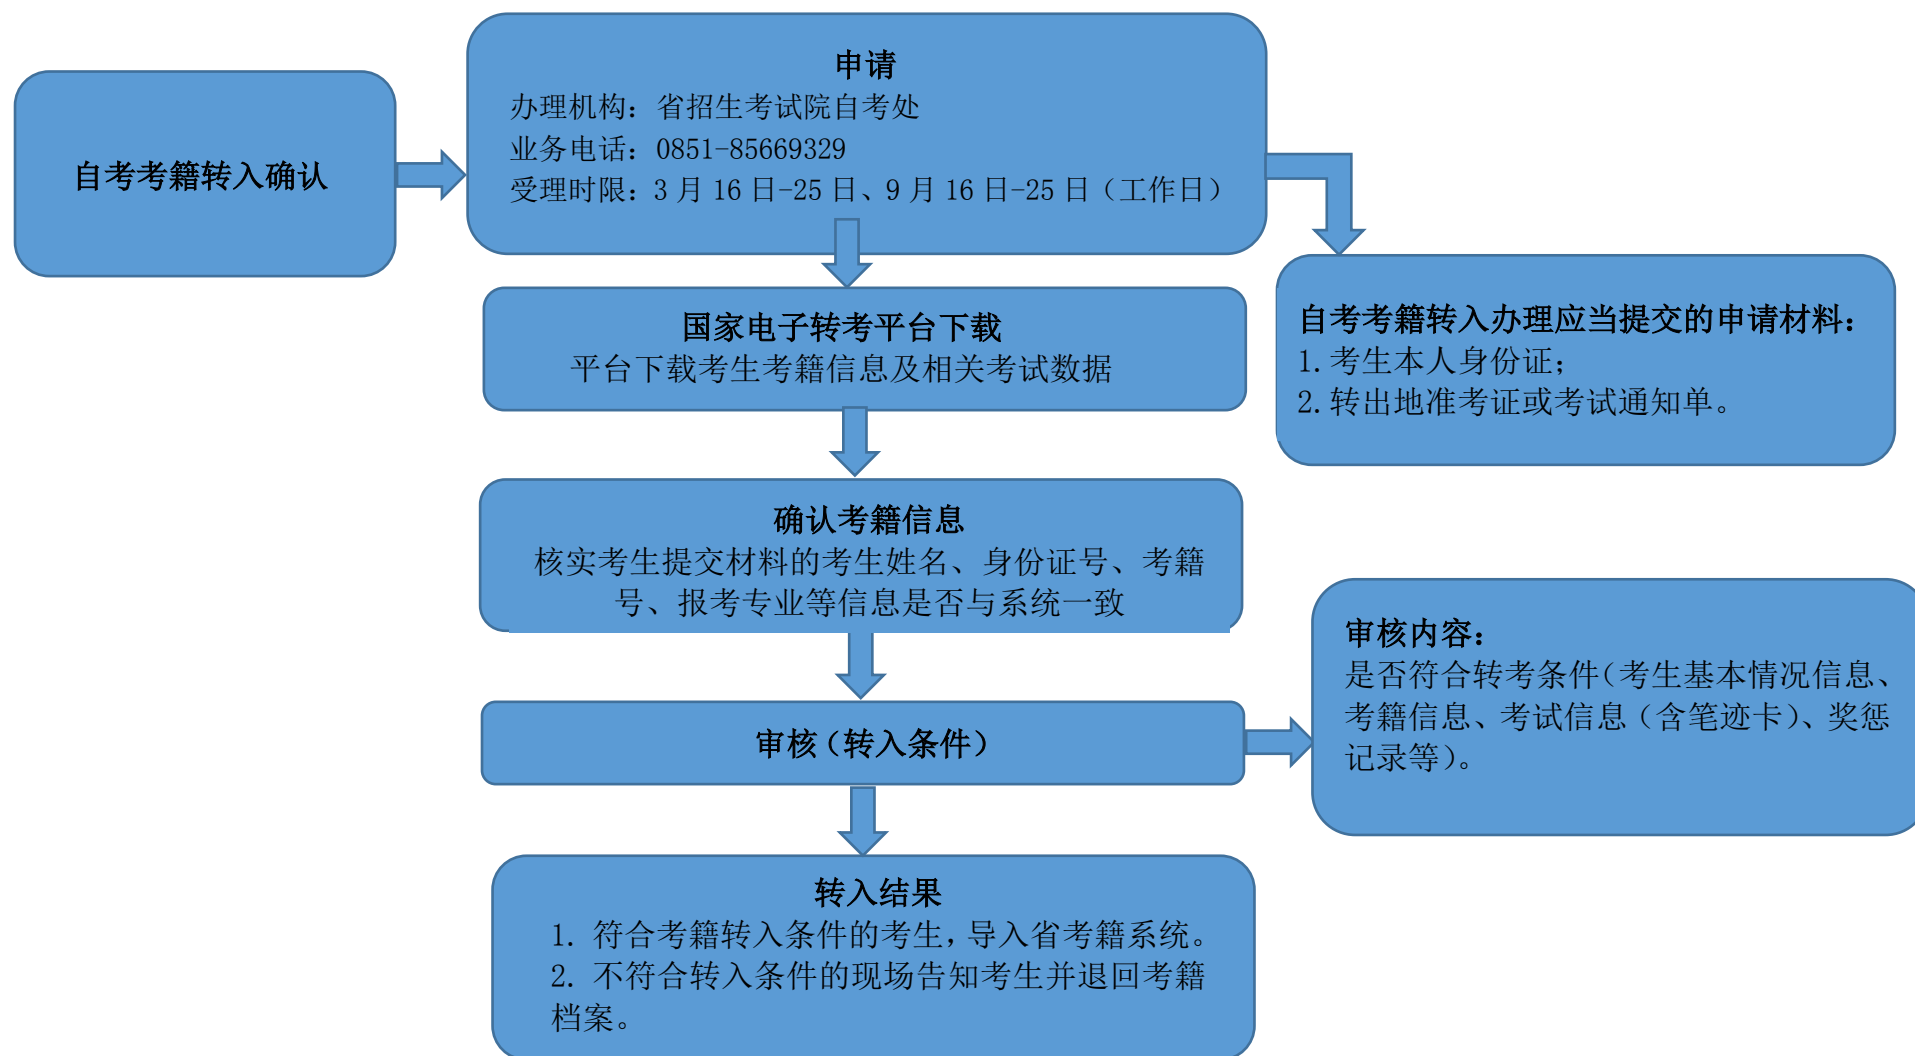 自考考籍转入确认
申请
办理机构：省招生考试院自考处
业务电话：0851-85669329
受理时限：3月16日-25日、9月16日-25日（工作日）
自考考籍转入办理应当提交的申请材料：
1.考生本人身份证；
2.转出地准考证或考试通知单。
国家电子转考平台下载
平台下载考生考籍信息及相关考试数据
确认考籍信息
核实考生提交材料的考生姓名、身份证号、考籍
号、报考专业等信息是否与系统一致
审核（转入条件）
审核内容：
是否符合转考条件（考生基本情况信息、
考籍信息、考试信息（含笔迹卡）、奖惩
记录等）。
转入结果
1. 符合考籍转入条件的考生，导入省考籍系统。
2. 不符合转入条件的现场告知考生并退回考籍
档案。